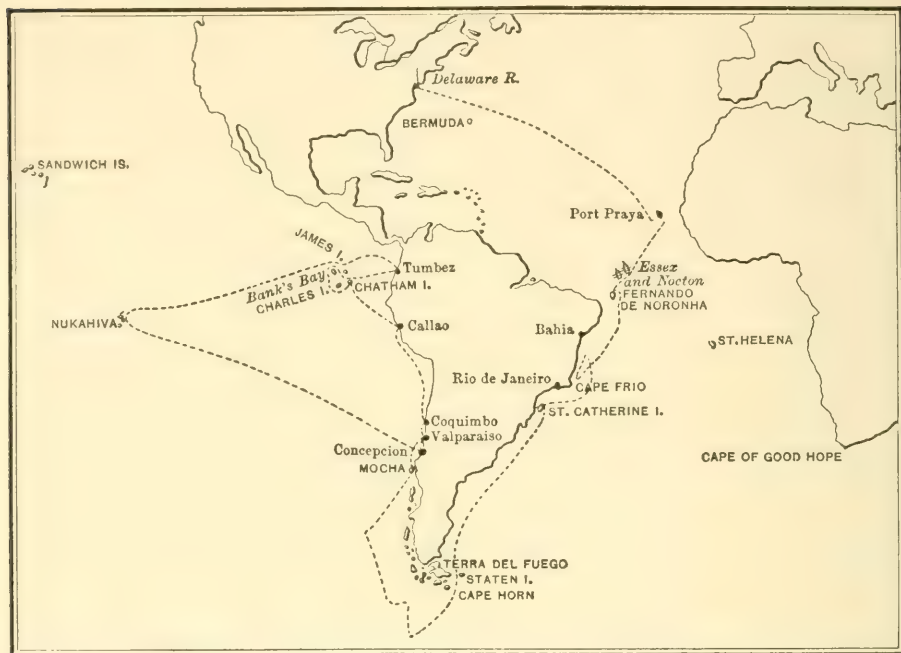 Delaware R.
BERMUDA
SANDWICH IS.
Port Praya
JAMES I.
Essex
and Nocton
FERNANDO
DE NORONHA
Tumbez
Bank's Bay
CHARLES I.
CHATHAM I.
NUKAHIVA
Callao
Bahia
ST. HELENA
Rio de Janeiro
CAPE FRIO
ST. CATHERINE I.
Coquimbo
Valparaiso
Concepcion
MOCHA
CAPE OF GOOD HOPE
TERRA DEL FUEGO
STATEN I.
CAPE HORN